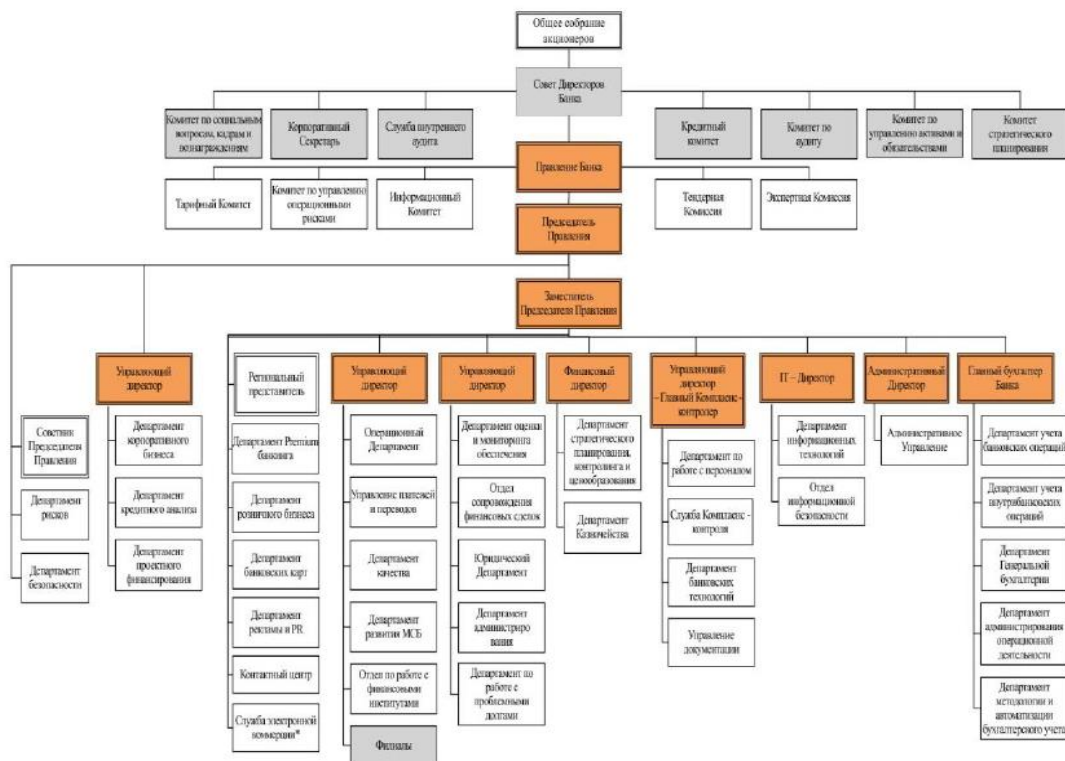 Общее собрание
акционеров
Совет Директоров
Банка
Комитет по социальным
вопросам, кадрам и
вознаграждениям
Корпоративный
Секретарь
Служба внутреннего
аудита
Кредитный
комитет
Комитет по
аудиту
Комитет по
управлению активами и
обязательствами
Комитет
стратегического
планирования
Правление Банка
Тарифный Комитет
Комитет по управлению
операционными
рисками
Информационный
Комитет
Тендерная
Комиссия
Экспертная Комиссия
Председатель
Правления
Заместитель
Председателя Правления
Советник
Председателя
Правления
Департамент
рисков
Департамент
безопасности
Управляющий
директор
Департамент
корпоративного
бизнеса
Департамент
кредитного анализа
Департамент
проектного
финансирования
Региональный
представитель
Департамент Premium
банкинга
Департамент
розничного бизнеса
Департамент
банковских карт
Департамент
рекламы и PR
Контактный центр
Служба электронной
коммерции*
Управляющий
директор
Операционный
Департамент
Управление платежей
и переводов
Департамент
качества
Департамент
развития МСБ
Отдел по работе с
финансовыми
институтами
Филиалы
Управляющий
директор
Департамент оценки
и мониторинга
обеспечения
Отдел
сопровождения
финансовых сделок
Юридический
Департамент
Департамент
администриро
вания
Департамент по
работе с
проблемными
долгами
Финансовый
директор
Департамент
стратегического
планирования,
контролинга и
ценообразования
Департамент
Казначейства
Управляющий
директор
– Главный Комплаенс -
контролер
Департамент по
работе с персоналом
Служба Комплаенс -
контроля
Департамент
банковских
технологий
Управление
документации
IT – Директор
Департамент
информационных
технологий
Отдел
информационной
безопасности
Административный
Директор
Административное
Управление
Главный бухгалтер
Банка
Департамент учета
банковских операций
Департамент учета
внутрибанковских
операций
Департамент
Генеральной
бухгалтерии
Департамент
администрирования
операционной
деятельности
Департамент
методологии и
автоматизации
бухгалтерского учета